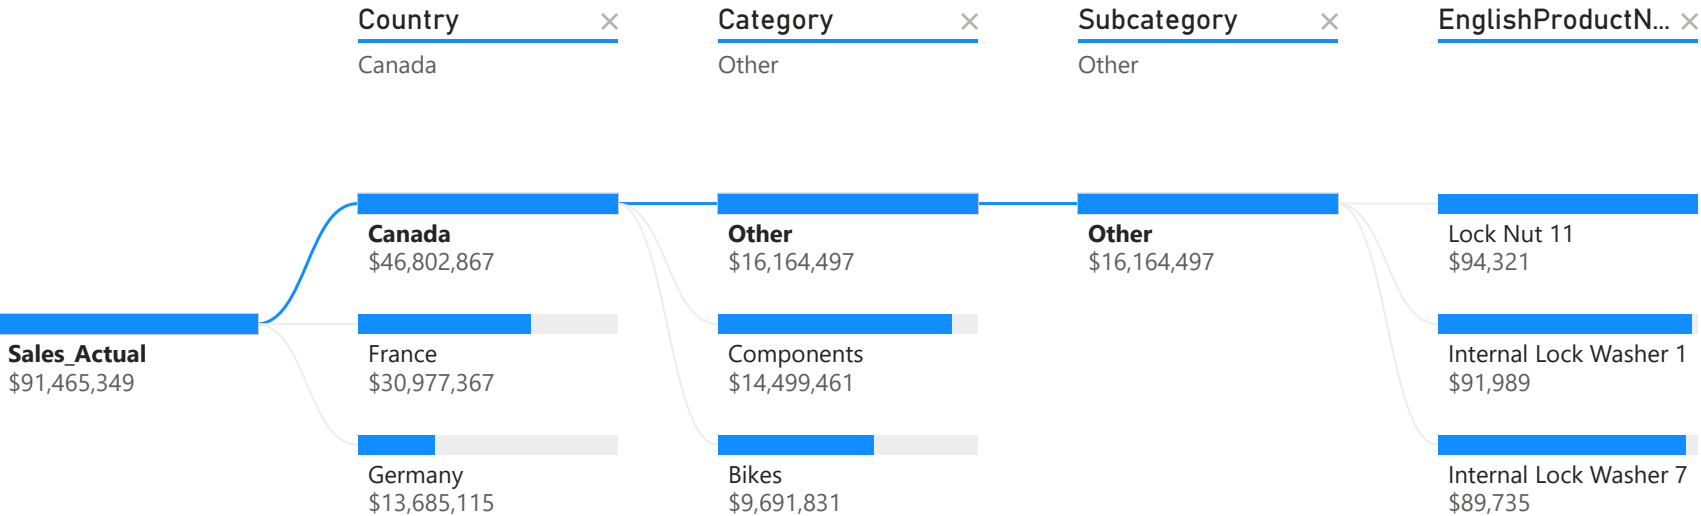 Country
Canada
Category
Other
Subcategory
Other
EnglishProductN...
Sales_Actual
$91,465,349
Canada
$46,802,867
France
$30,977,367
Germany
$13,685,115
Other
$16,164,497
Components
$14,499,461
Bikes
$9,691,831
Other
$16,164,497
Lock Nut 11
$94,321
Internal Lock Washer 1
$91,989
Internal Lock Washer 7
$89,735